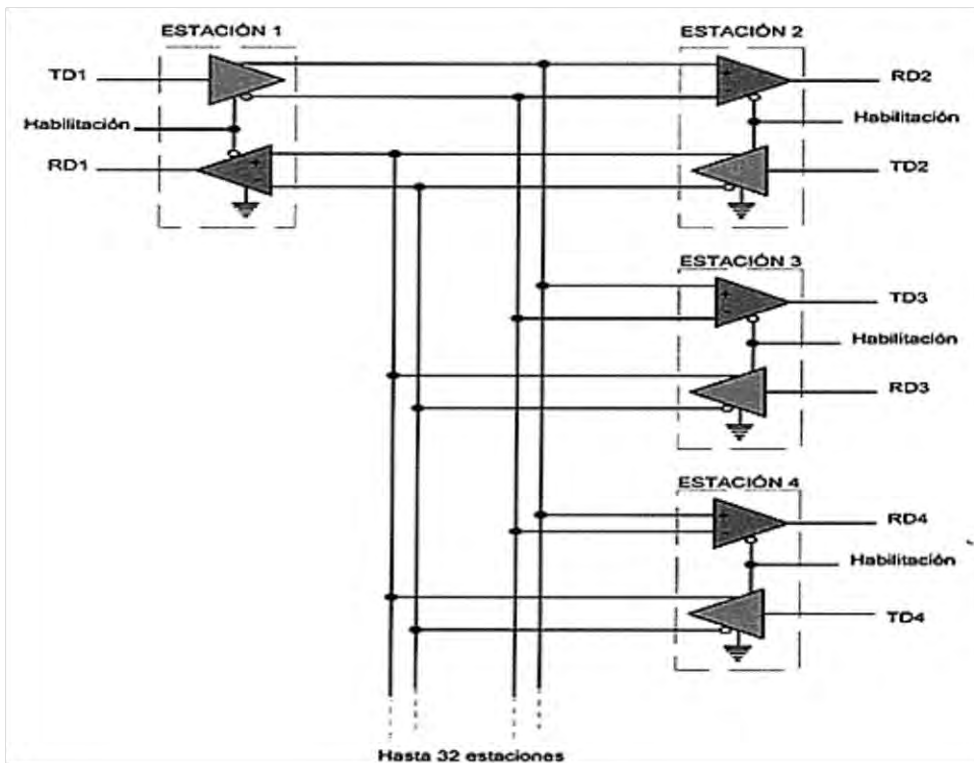 ESTACIÓN 1
ESTACIÓN 2
TD1
RD2
Habilitación
Habilitación
RD1
TD2
+
-
+
-
ESTACIÓN 3
+
-
TD3
Habilitación
RD3
ESTACIÓN 4
+
-
RD4
Habilitación
TD4
Hasta 32 estaciones